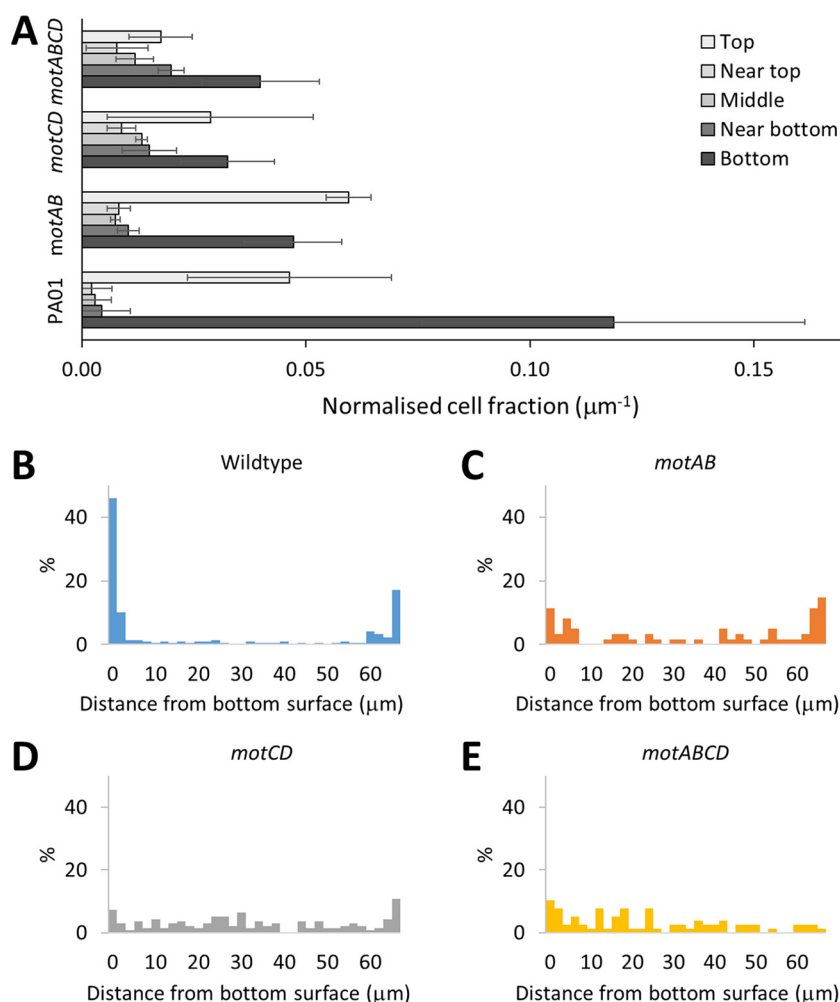 A
motABCD
motCD
motAB
PA01
Top
Near top
Middle
Near bottom
Bottom
0.00 0.05 0.10 0.15
Normalised cell fraction (μm⁻¹)
B Wildtype
40
20
0
%
0 10 20 30 40 50 60
Distance from bottom surface (μm)
C motAB
40
20
0
%
0 10 20 30 40 50 60
Distance from bottom surface (μm)
D motCD
40
20
0
%
0 10 20 30 40 50 60
Distance from bottom surface (μm)
E motABCD
40
20
0
%
0 10 20 30 40 50 60
Distance from bottom surface (μm)